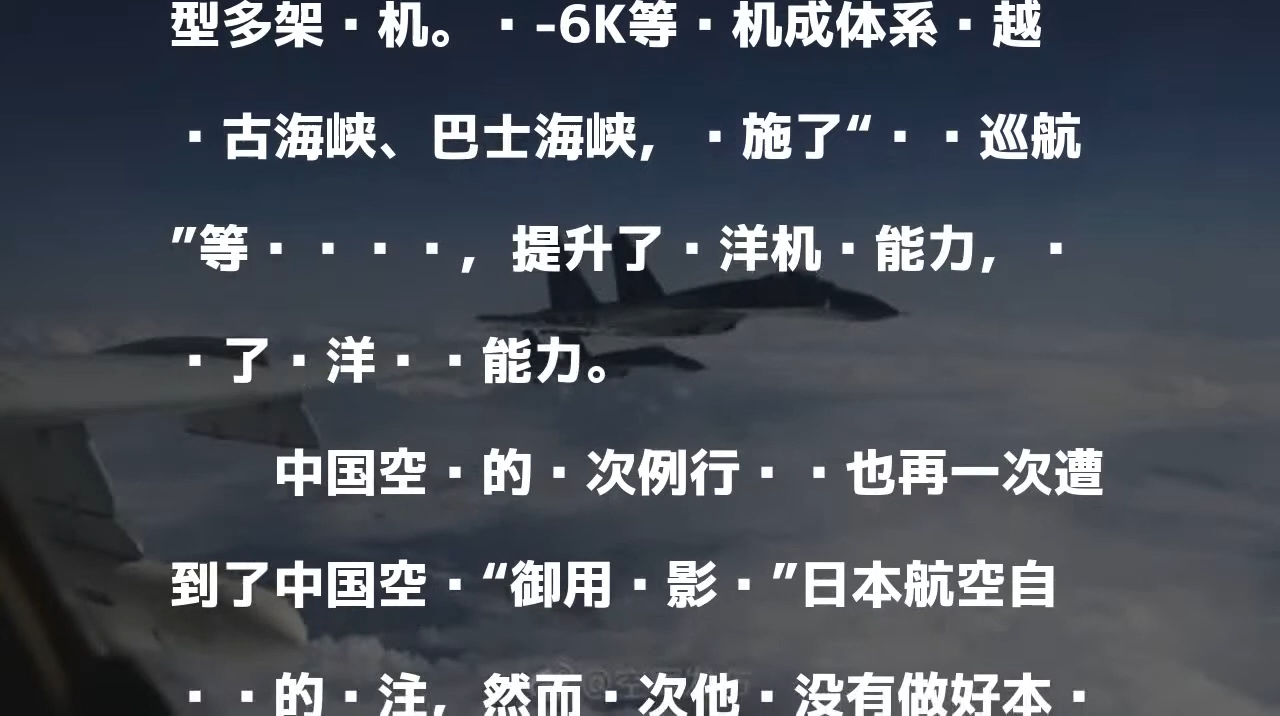 型多架·机。·-6K等·机成体系·越
·古海峡、巴士海峡，·施了“··巡航
”等····，提升了·洋机·能力，·
·了·洋··能力。
中国空·的·次例行··也再一次遭
到了中国空·“御用·影·”日本航空自
··的·注，然而·次他·没有做好本·